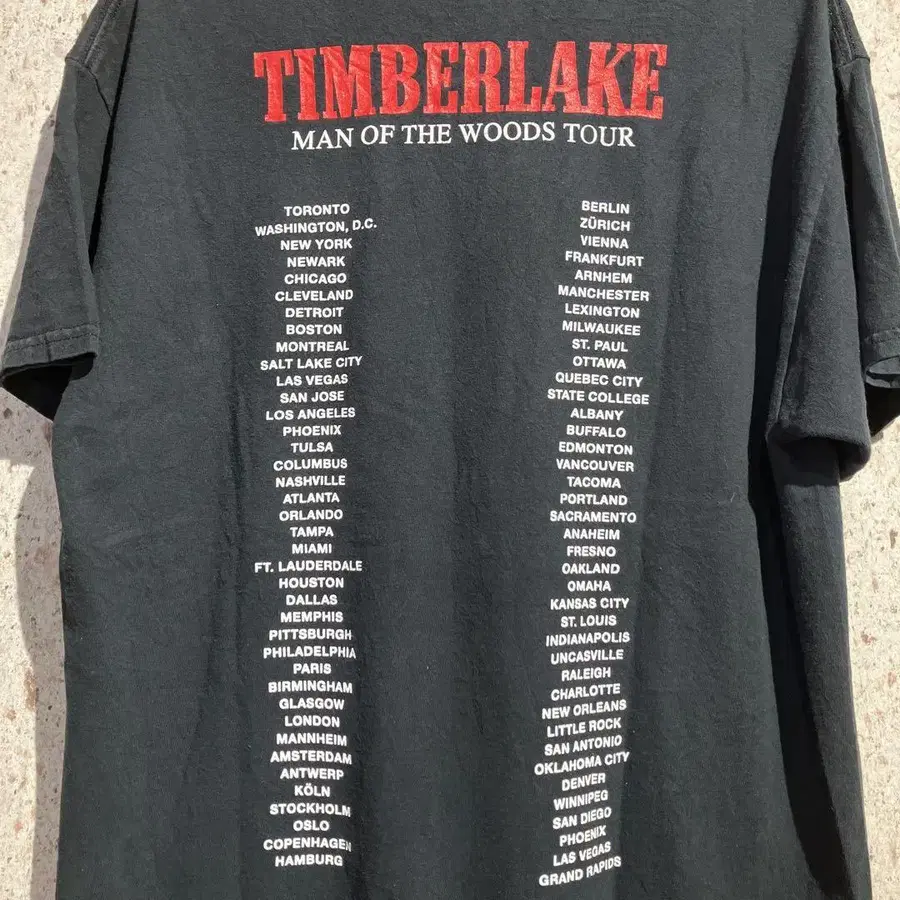 TIMBERLAKE
MAN OF THE WOODS TOUR
TORONTO
WASHINGTON, D.C.
NEW YORK
NEWARK
CHICAGO
CLEVELAND
DETROIT
BOSTON
MONTREAL
SALT LAKE CITY
LAS VEGAS
SAN JOSE
LOS ANGELES
PHOENIX
TULSA
COLUMBUS
NASHVILLE
ATLANTA
ORLANDO
TAMPA
MIAMI
FT. LAUDERDALE
HOUSTON
DALLAS
MEMPHIS
PITTSBURGH
PHILADELPHIA
PARIS
BIRMINGHAM
GLASGOW
LONDON
MANNHEIM
AMSTERDAM
ANTWERP
KÖLN
STOCKHOLM
OSLO
COPENHAGEN
HAMBURG
BERLIN
ZÜRICH
VIENNA
FRANKFURT
ARNHEM
MANCHESTER
LEXINGTON
MILWAUKEE
ST. PAUL
OTTAWA
QUEBEC CITY
STATE COLLEGE
ALBANY
BUFFALO
EDMONTON
VANCOUVER
TACOMA
PORTLAND
SACRAMENTO
ANAHEIM
FRESNO
OAKLAND
OMAHA
KANSAS CITY
ST. LOUIS
INDIANAPOLIS
UNCASVILLE
RALEIGH
CHARLOTTE
NEW ORLEANS
LITTLE ROCK
SAN ANTONIO
OKLAHOMA CITY
DENVER
WINNIPEG
SAN DIEGO
PHOENIX
LAS VEGAS
GRAND RAPIDS